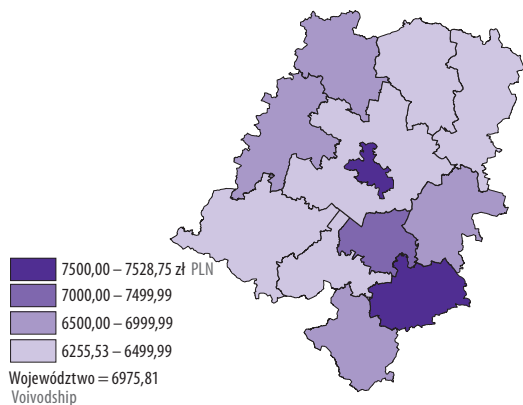 7500,00 – 7528,75 zł PLN
7000,00 – 7499,99
6500,00 – 6999,99
6255,53 – 6499,99
Województwo = 6975,81
Voivodship